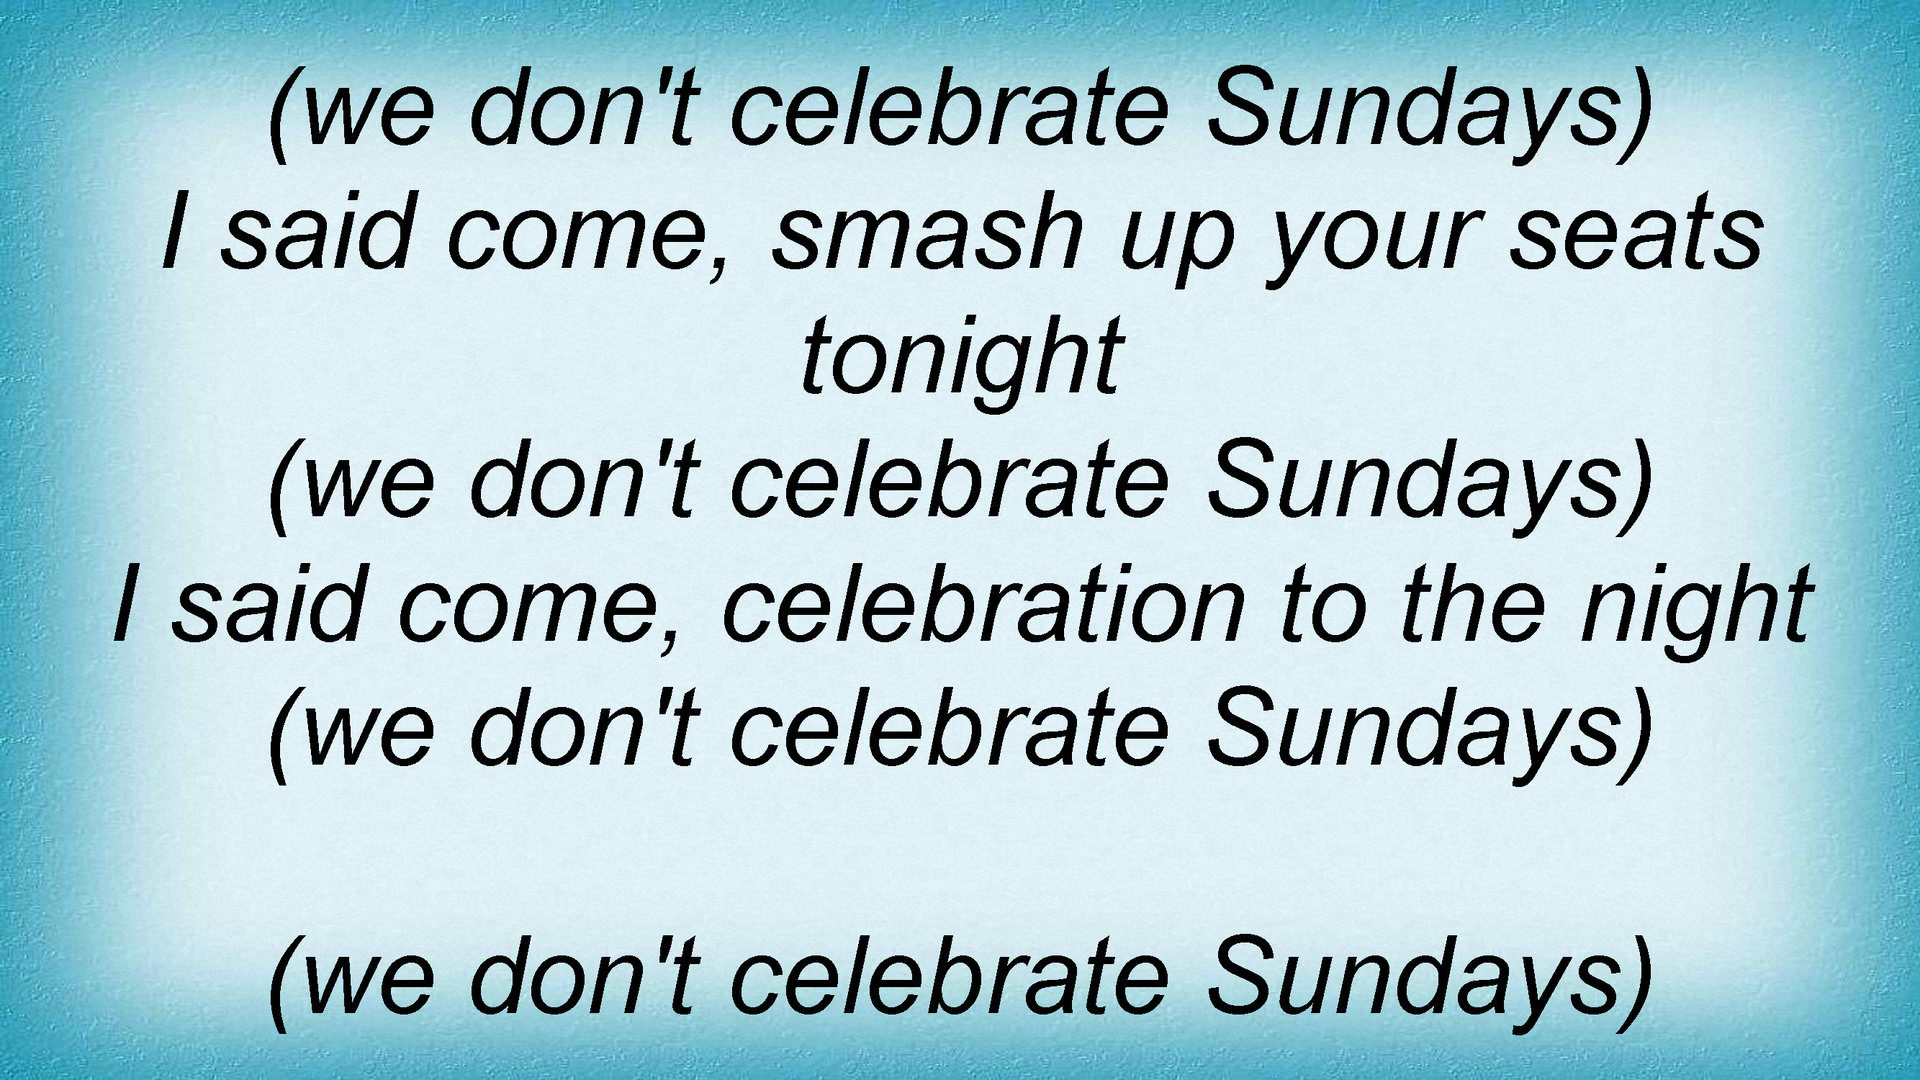 (we don't celebrate Sundays)
I said come, smash up your seats
tonight
(we don't celebrate Sundays)
I said come, celebration to the night
(we don't celebrate Sundays)
(we don't celebrate Sundays)